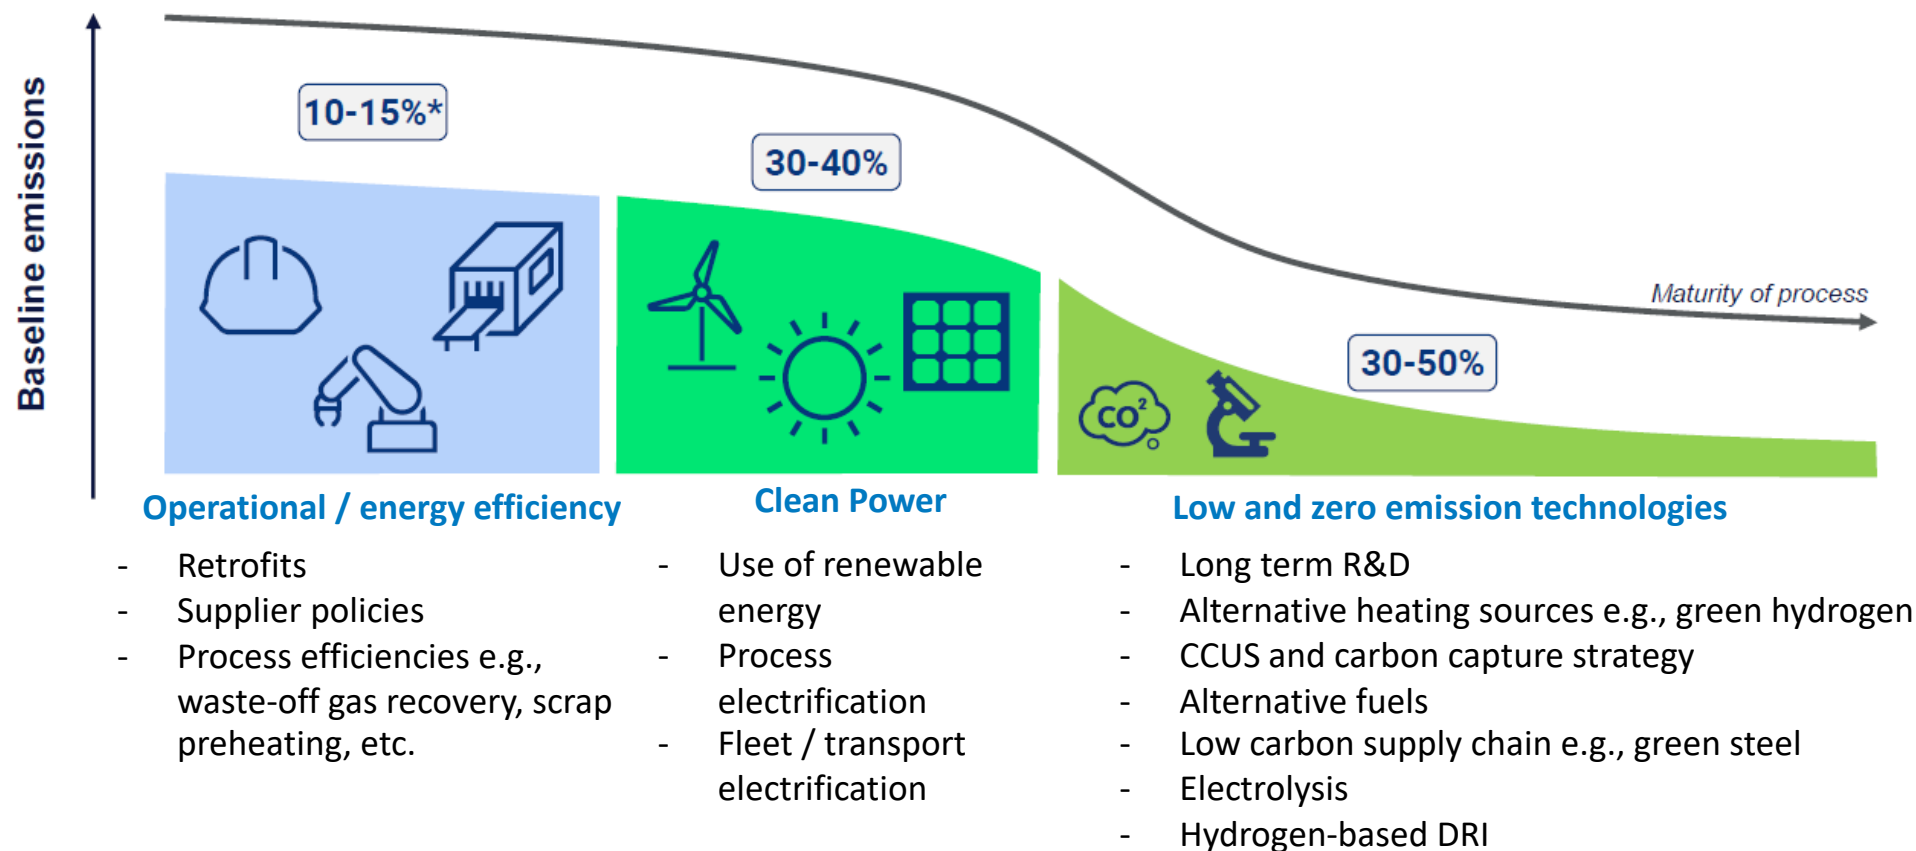 Baseline emissions
10-15%*
30-40%
30-50%
Maturity of process
CO²
Operational / energy efficiency
- Retrofits
- Supplier policies
- Process efficiencies e.g.,
waste-off gas recovery, scrap
preheating, etc.
Clean Power
- Use of renewable
energy
- Process
electrification
- Fleet / transport
electrification
Low and zero emission technologies
- Long term R&D
- Alternative heating sources e.g., green hydrogen
- CCUS and carbon capture strategy
- Alternative fuels
- Low carbon supply chain e.g., green steel
- Electrolysis
- Hydrogen-based DRI